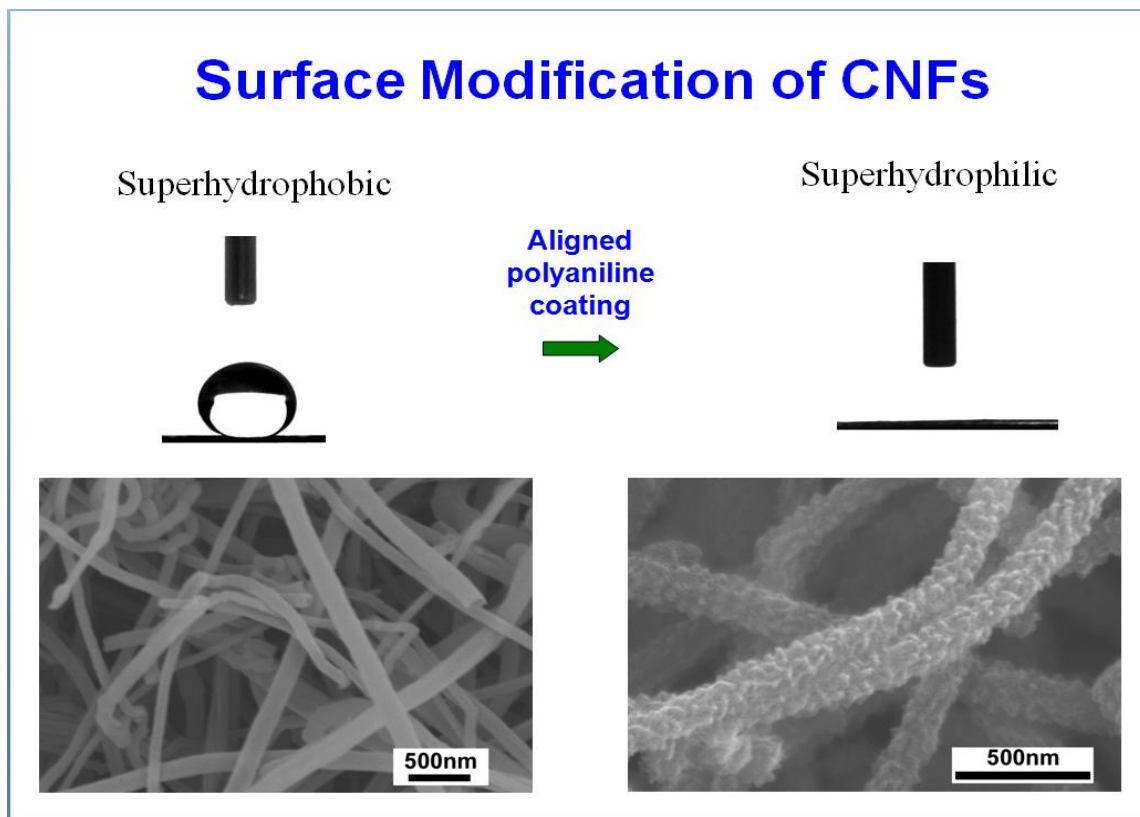 Surface Modification of CNFs
Superhydrophobic
Superhydrophilic
Aligned
polyaniline
coating
500nm
500nm